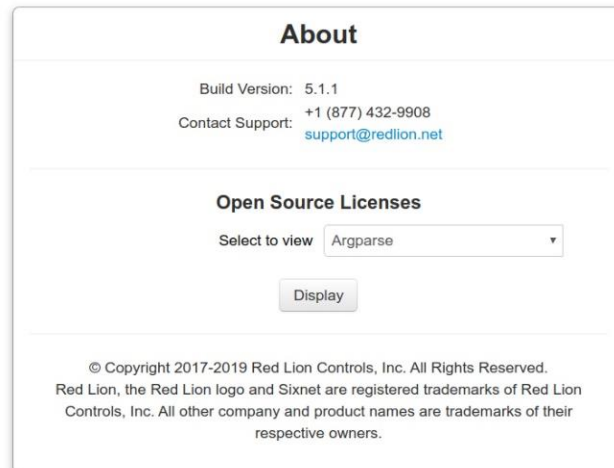 About
Build Version: 5.1.1
Contact Support: +1 (877) 432-9908
support@redlion.net
Open Source Licenses
Select to view Argparse
Display
© Copyright 2017-2019 Red Lion Controls, Inc. All Rights Reserved.
Red Lion, the Red Lion logo and Sixnet are registered trademarks of Red Lion
Controls, Inc. All other company and product names are trademarks of their
respective owners.